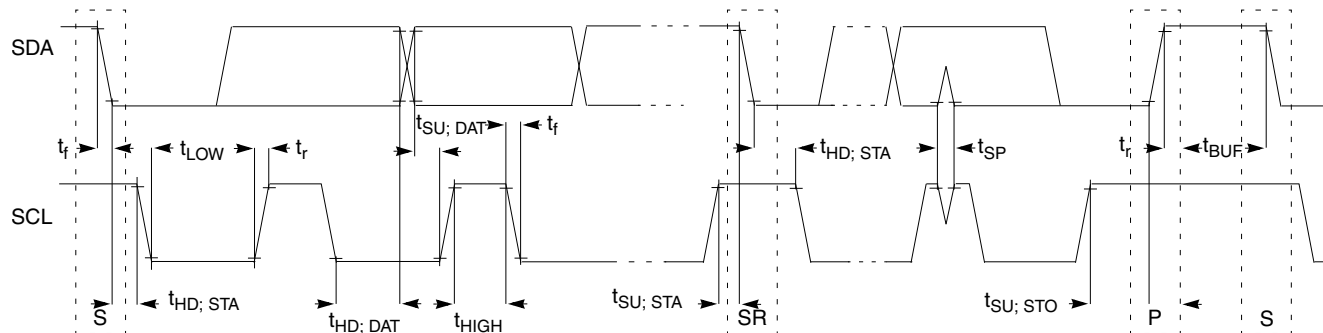 SDA
t_SU; DAT t_f
t_f t_LOW t_r t_HD; STA t_SP t_r t_BUF
SCL
t_HD; STA t_SU; STA t_SU; STO
S t_HD; DAT t_HIGH SR P S